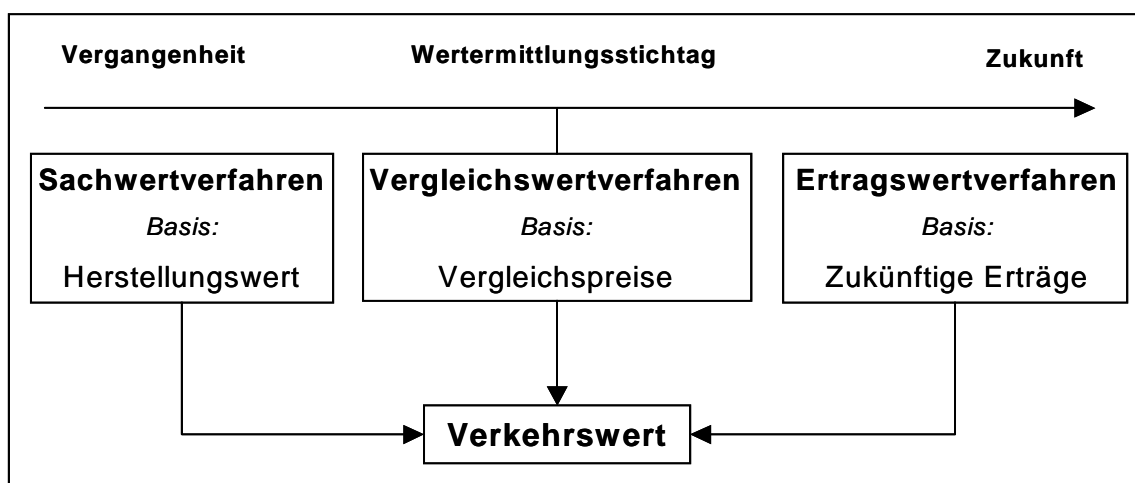 Vergangenheit
Wertermittlungsstichtag
Zukunft
Sachwertverfahren
Basis:
Herstellungswert
Vergleichswertverfahren
Basis:
Vergleichspreise
Ertragswertverfahren
Basis:
Zukünftige Erträge
Verkehrswert